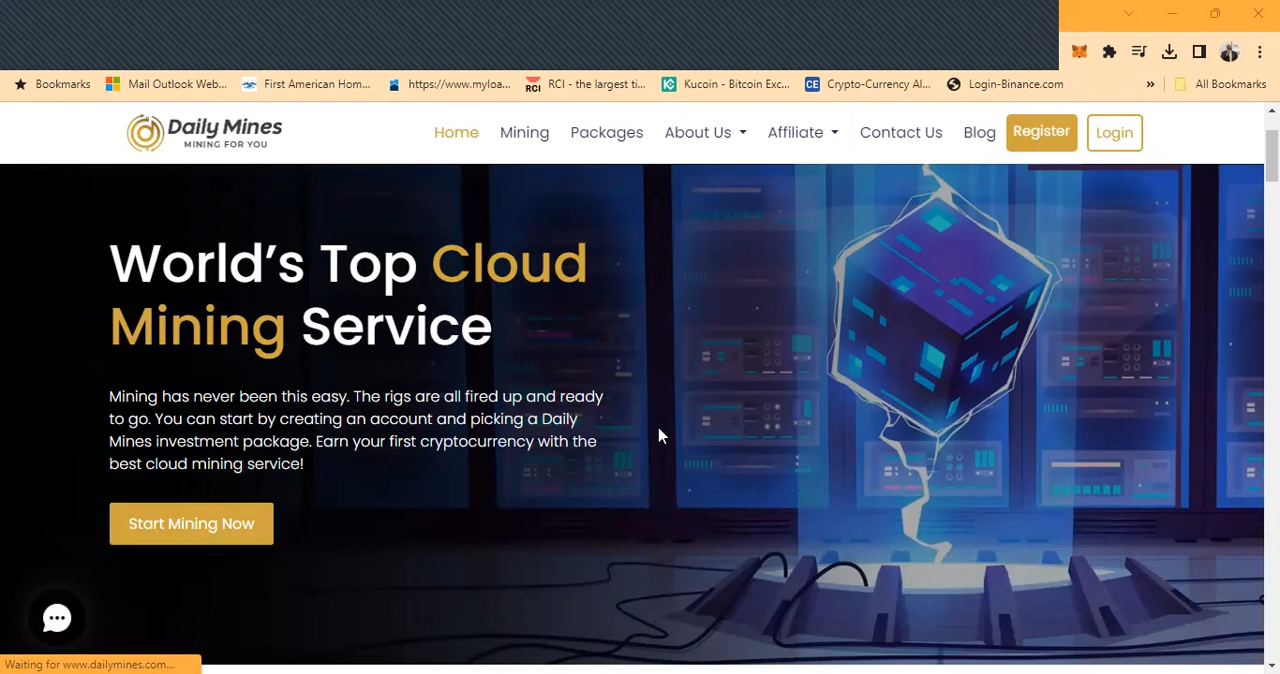 Bookmarks
Mail Outlook Web...
First American Hom...
https://www.myloa...
RCI
RCI - the largest ti...
Kucoin - Bitcoin Exc...
CE
Crypto-Currency Al...
Login-Binance.com
»
All Bookmarks
Daily Mines
MINING FOR YOU
Home
Mining
Packages
About Us
Affiliate
Contact Us
Blog
Register
Login
World’s Top Cloud
Mining Service
Mining has never been this easy. The rigs are all fired up and ready
to go. You can start by creating an account and picking a Daily
Mines investment package. Earn your first cryptocurrency with the
best cloud mining service!
Start Mining Now
Waiting for www.dailymines.com...